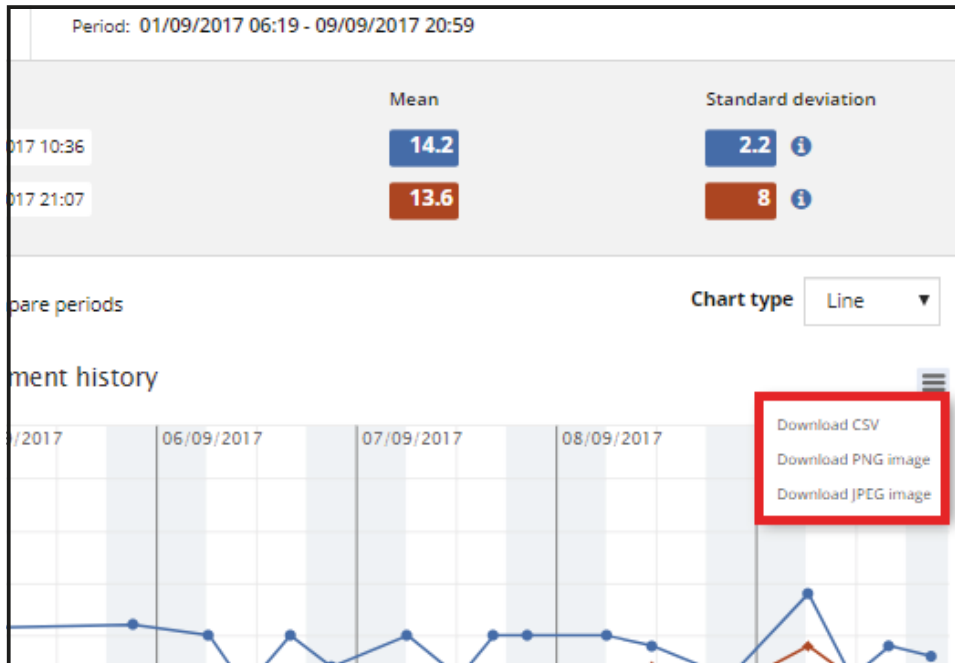 Period: 01/09/2017 06:19 - 09/09/2017 20:59
Mean Standard deviation
017 10:36 14.2 2.2 i
017 21:07 13.6 8 i
pare periods Chart type Line
ment history
/2017 06/09/2017 07/09/2017 08/09/2017
Download CSV
Download PNG image
Download JPEG image